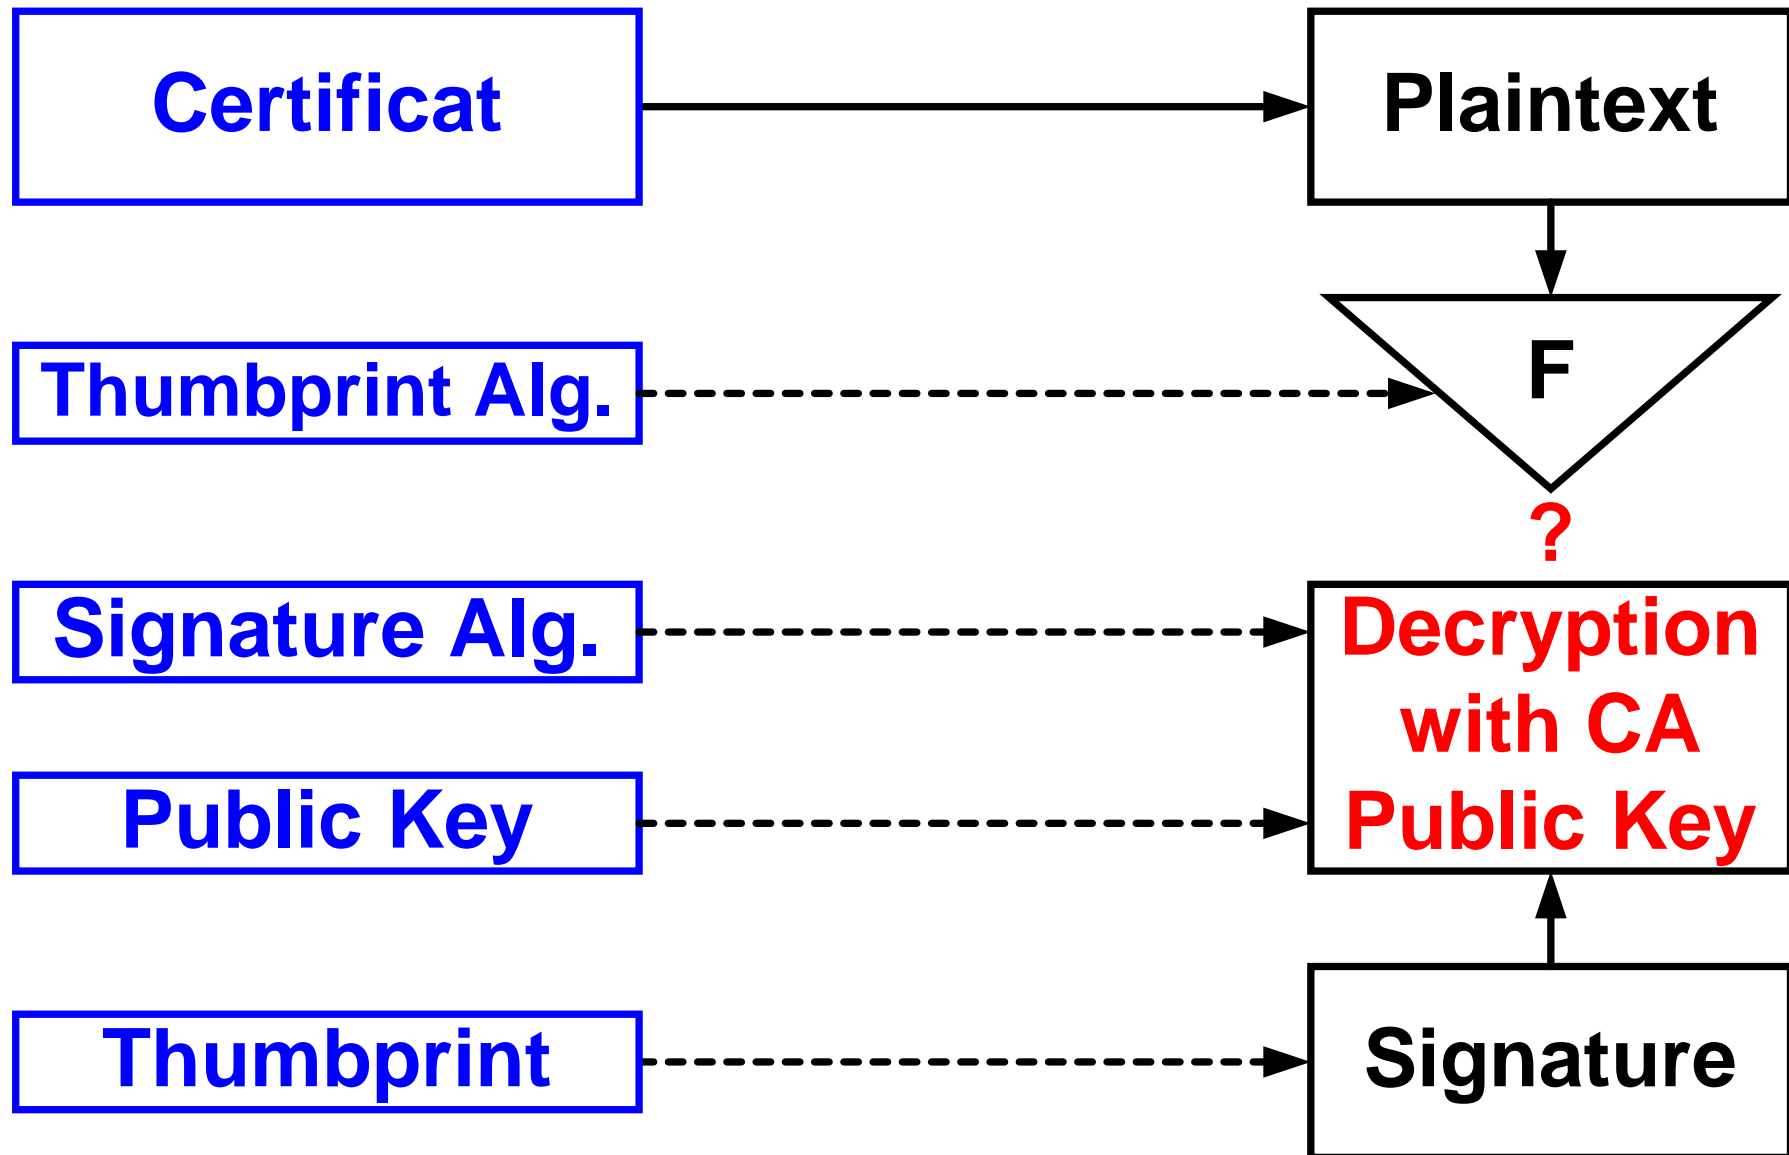 Certificat
Plaintext
Thumbprint Alg.
F
?
Signature Alg.
Decryption
with CA
Public Key
Public Key
Thumbprint
Signature